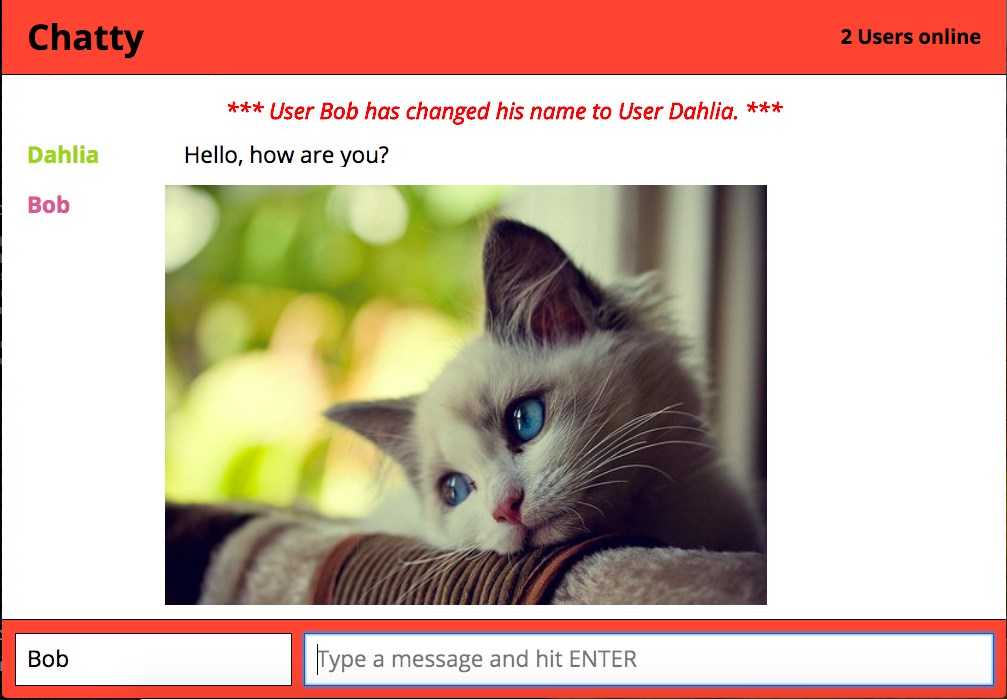 Chatty
2 Users online
*** User Bob has changed his name to User Dahlia. ***
Dahlia
Hello, how are you?
Bob
Bob
Type a message and hit ENTER